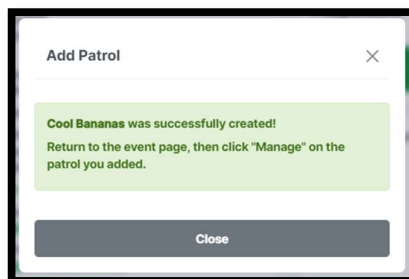 Add Patrol
Cool Bananas was successfully created!
Return to the event page, then click "Manage" on the
patrol you added.
Close